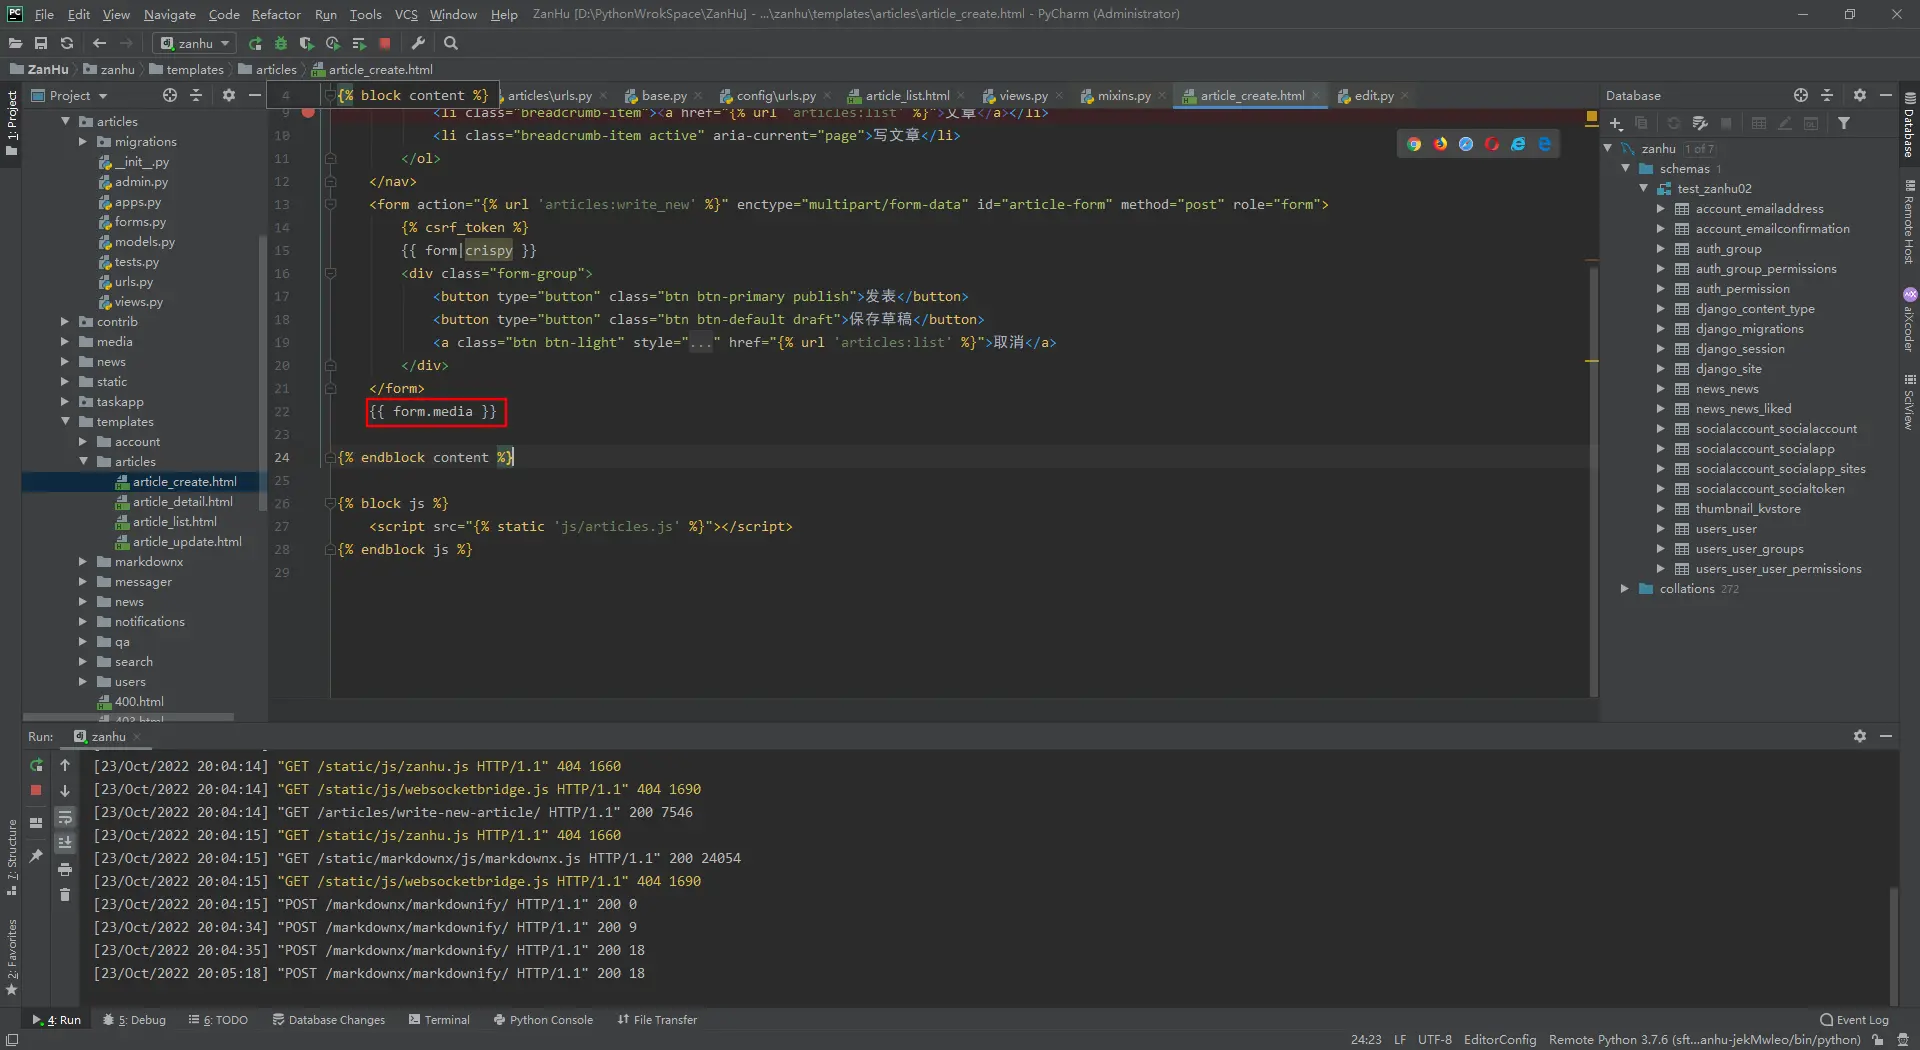 File Edit View Navigate Code Refactor Run Tools VCS Window Help ZanHu [D:\PythonWrokSpace\ZanHu] - ...\zanhu\templates\articles\article_create.html - PyCharm (Administrator)
zanhu
ZanHu zanhu templates articles article_create.html
Project
4 {% block content %} articles\urls.py base.py config\urls.py article_list.html views.py mixins.py article_create.html edit.py
Database
1: Project
articles
migrations
__init__.py
admin.py
apps.py
forms.py
models.py
tests.py
urls.py
views.py
contrib
media
news
static
taskapp
templates
account
articles
article_create.html
article_detail.html
article_list.html
article_update.html
markdownx
messager
news
notifications
qa
search
users
400.html
403.html
9 <li class="breadcrumb-item"><a href="{% url 'articles:list' %}">文章</a></li>
10 <li class="breadcrumb-item active" aria-current="page">写文章</li>
11 </ol>
12 </nav>
13 <form action="{% url 'articles:write_new' %}" enctype="multipart/form-data" id="article-form" method="post" role="form">
14 {% csrf_token %}
15 {{ form|crispy }}
16 <div class="form-group">
17 <button type="button" class="btn btn-primary publish">发表</button>
18 <button type="button" class="btn btn-default draft">保存草稿</button>
19 <a class="btn btn-light" style="..." href="{% url 'articles:list' %}">取消</a>
20 </div>
21 </form>
22 {{ form.media }}
23
24 {% endblock content %}
25
26 {% block js %}
27 <script src="{% static 'js/articles.js' %}"></script>
28 {% endblock js %}
29
zanhu 1 of 7
schemas 1
test_zanhu02
account_emailaddress
account_emailconfirmation
auth_group
auth_group_permissions
auth_permission
django_content_type
django_migrations
django_session
django_site
news_news
news_news_liked
socialaccount_socialaccount
socialaccount_socialapp
socialaccount_socialapp_sites
socialaccount_socialtoken
thumbnail_kvstore
users_user
users_user_groups
users_user_user_permissions
collations 272
Database
Remote Host
aiXcoder
SciView
Run: zanhu
[23/Oct/2022 20:04:14] "GET /static/js/zanhu.js HTTP/1.1" 404 1660
[23/Oct/2022 20:04:14] "GET /static/js/websocketbridge.js HTTP/1.1" 404 1690
[23/Oct/2022 20:04:14] "GET /articles/write-new-article/ HTTP/1.1" 200 7546
[23/Oct/2022 20:04:15] "GET /static/js/zanhu.js HTTP/1.1" 404 1660
[23/Oct/2022 20:04:15] "GET /static/markdownx/js/markdownx.js HTTP/1.1" 200 24054
[23/Oct/2022 20:04:15] "GET /static/js/websocketbridge.js HTTP/1.1" 404 1690
[23/Oct/2022 20:04:15] "POST /markdownx/markdownify/ HTTP/1.1" 200 0
[23/Oct/2022 20:04:34] "POST /markdownx/markdownify/ HTTP/1.1" 200 9
[23/Oct/2022 20:04:35] "POST /markdownx/markdownify/ HTTP/1.1" 200 18
[23/Oct/2022 20:05:18] "POST /markdownx/markdownify/ HTTP/1.1" 200 18
7: Structure
2: Favorites
4: Run 5: Debug 6: TODO Database Changes Terminal Python Console File Transfer Event Log
24:23 LF UTF-8 EditorConfig Remote Python 3.7.6 (sft...anhu-jekMwleo/bin/python)